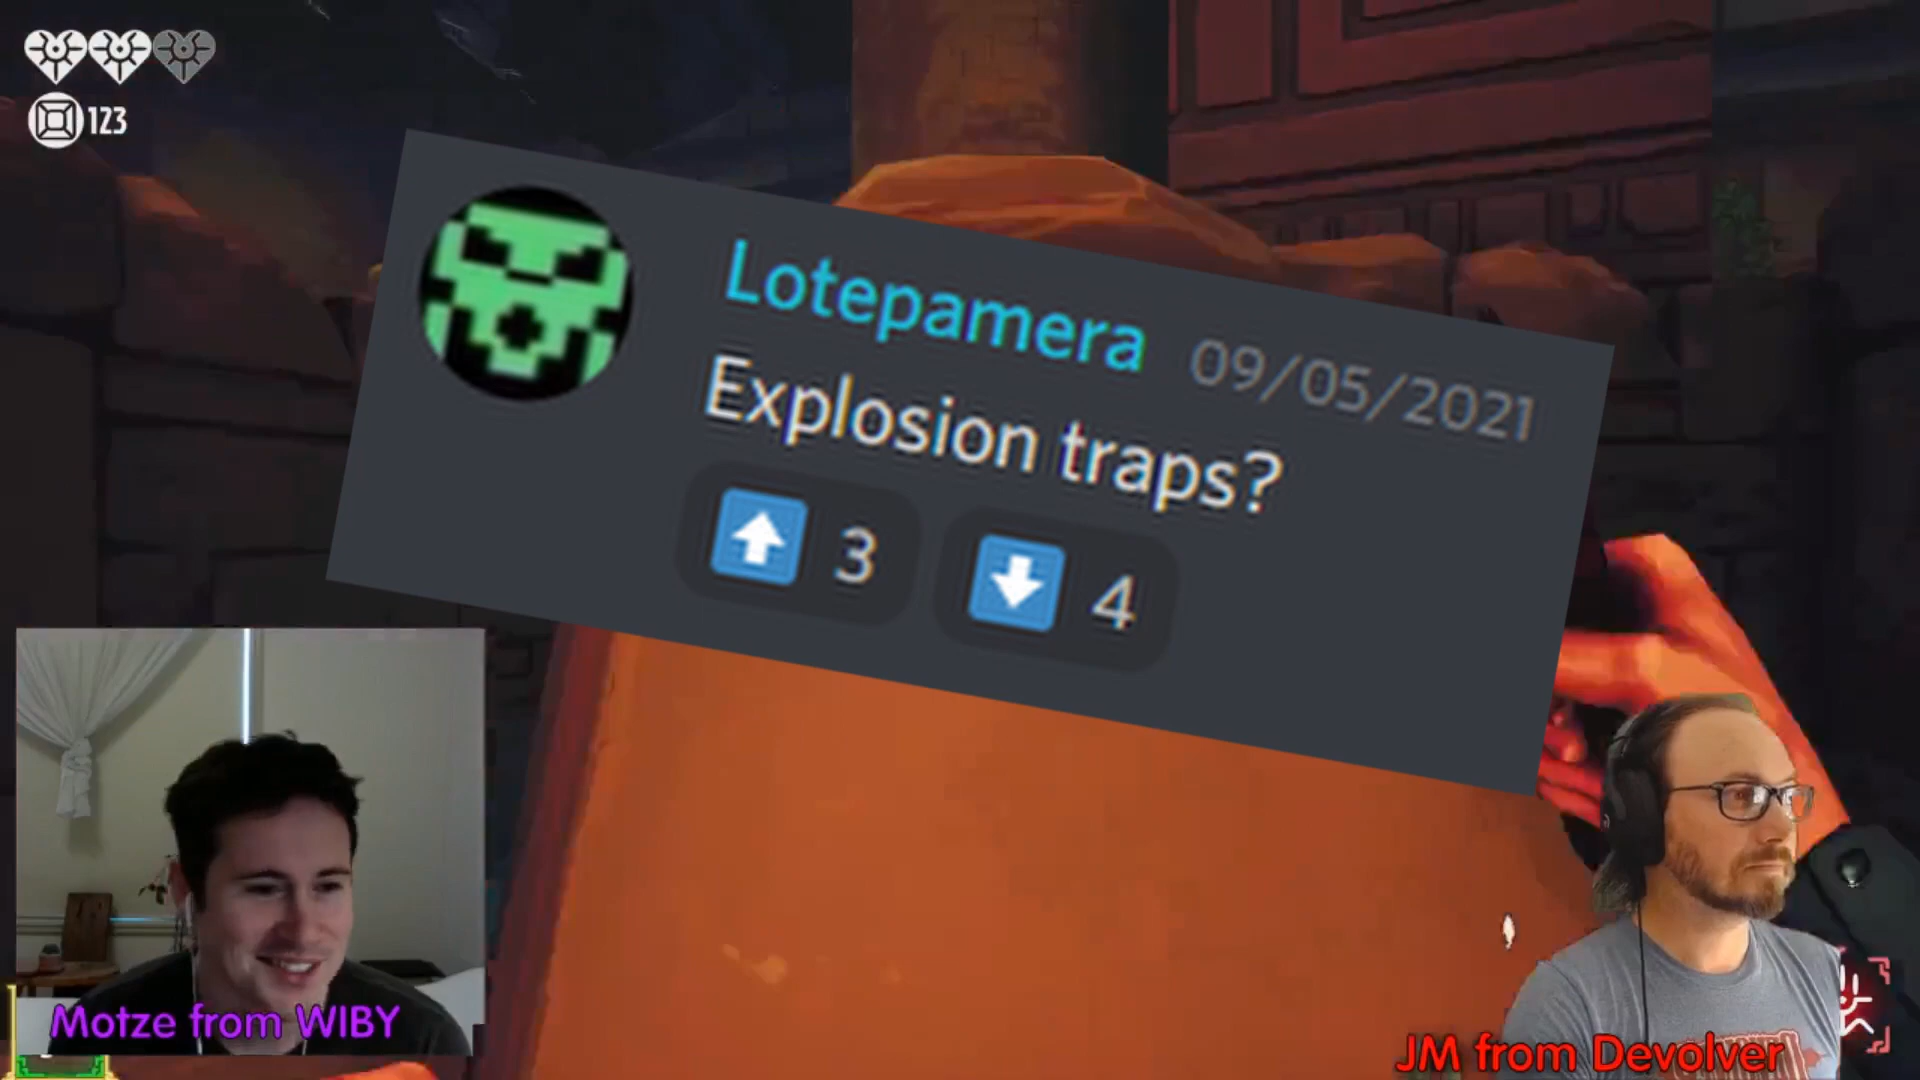 123
Lotepamera 09/05/2021
Explosion traps?
3 4
Motze from WIBY
JM from Devolver